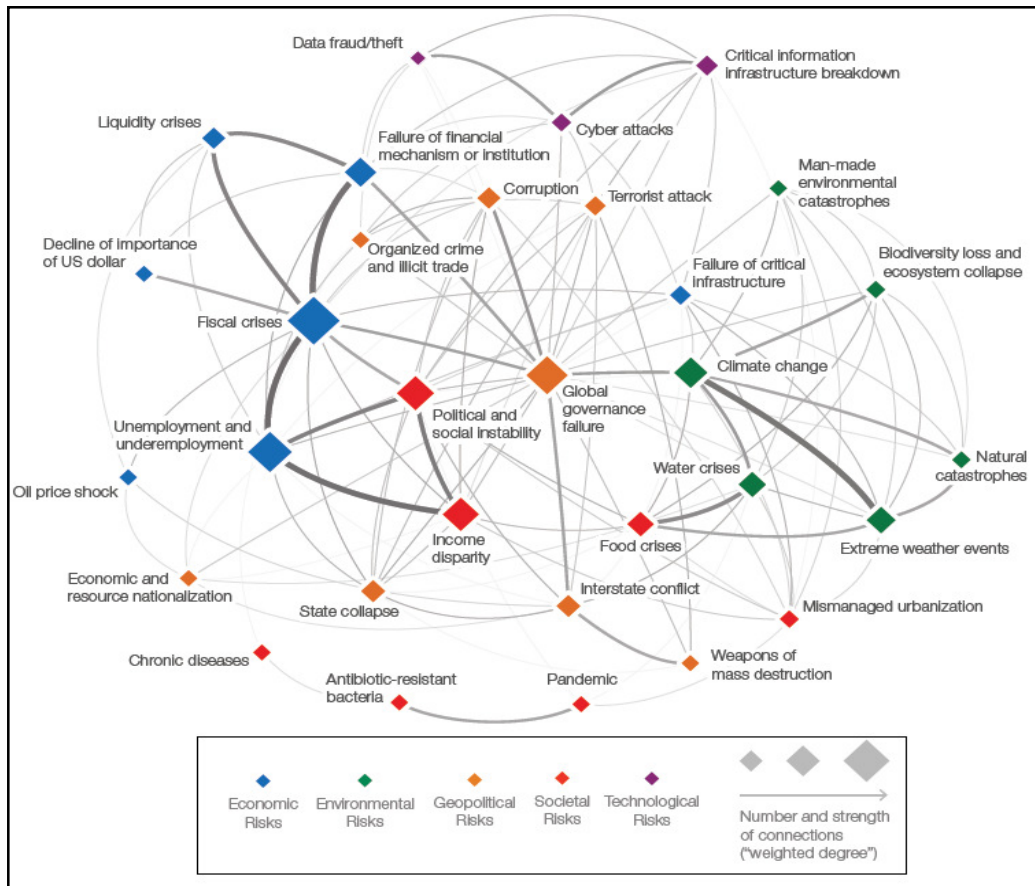 Data fraud/theft
Critical information
infrastructure breakdown
Liquidity crises
Failure of financial
mechanism or institution
Cyber attacks
Man-made
environmental
catastrophes
Corruption
Terrorist attack
Decline of importance
of US dollar
Organized crime
and illicit trade
Failure of critical
infrastructure
Biodiversity loss and
ecosystem collapse
Fiscal crises
Global
governance
failure
Climate change
Political and
social instability
Unemployment and
underemployment
Oil price shock
Water crises
Natural
catastrophes
Income
disparity
Food crises
Extreme weather events
Economic and
resource nationalization
State collapse
Interstate conflict
Mismanaged urbanization
Chronic diseases
Antibiotic-resistant
bacteria
Pandemic
Weapons of
mass destruction
Economic
Risks
Environmental
Risks
Geopolitical
Risks
Societal
Risks
Technological
Risks
Number and strength
of connections
(“weighted degree”)